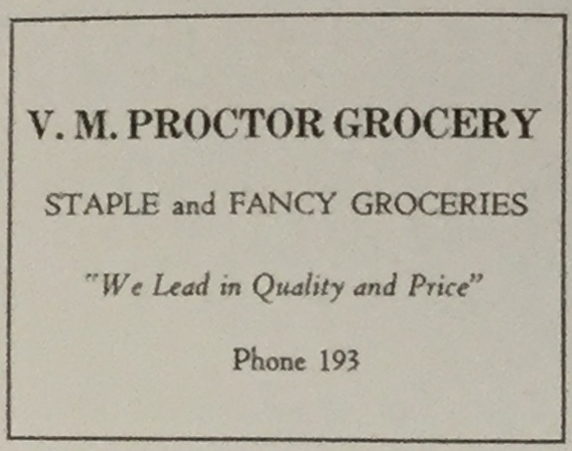 V. M. PROCTOR GROCERY
STAPLE and FANCY GROCERIES
"We Lead in Quality and Price"
Phone 193